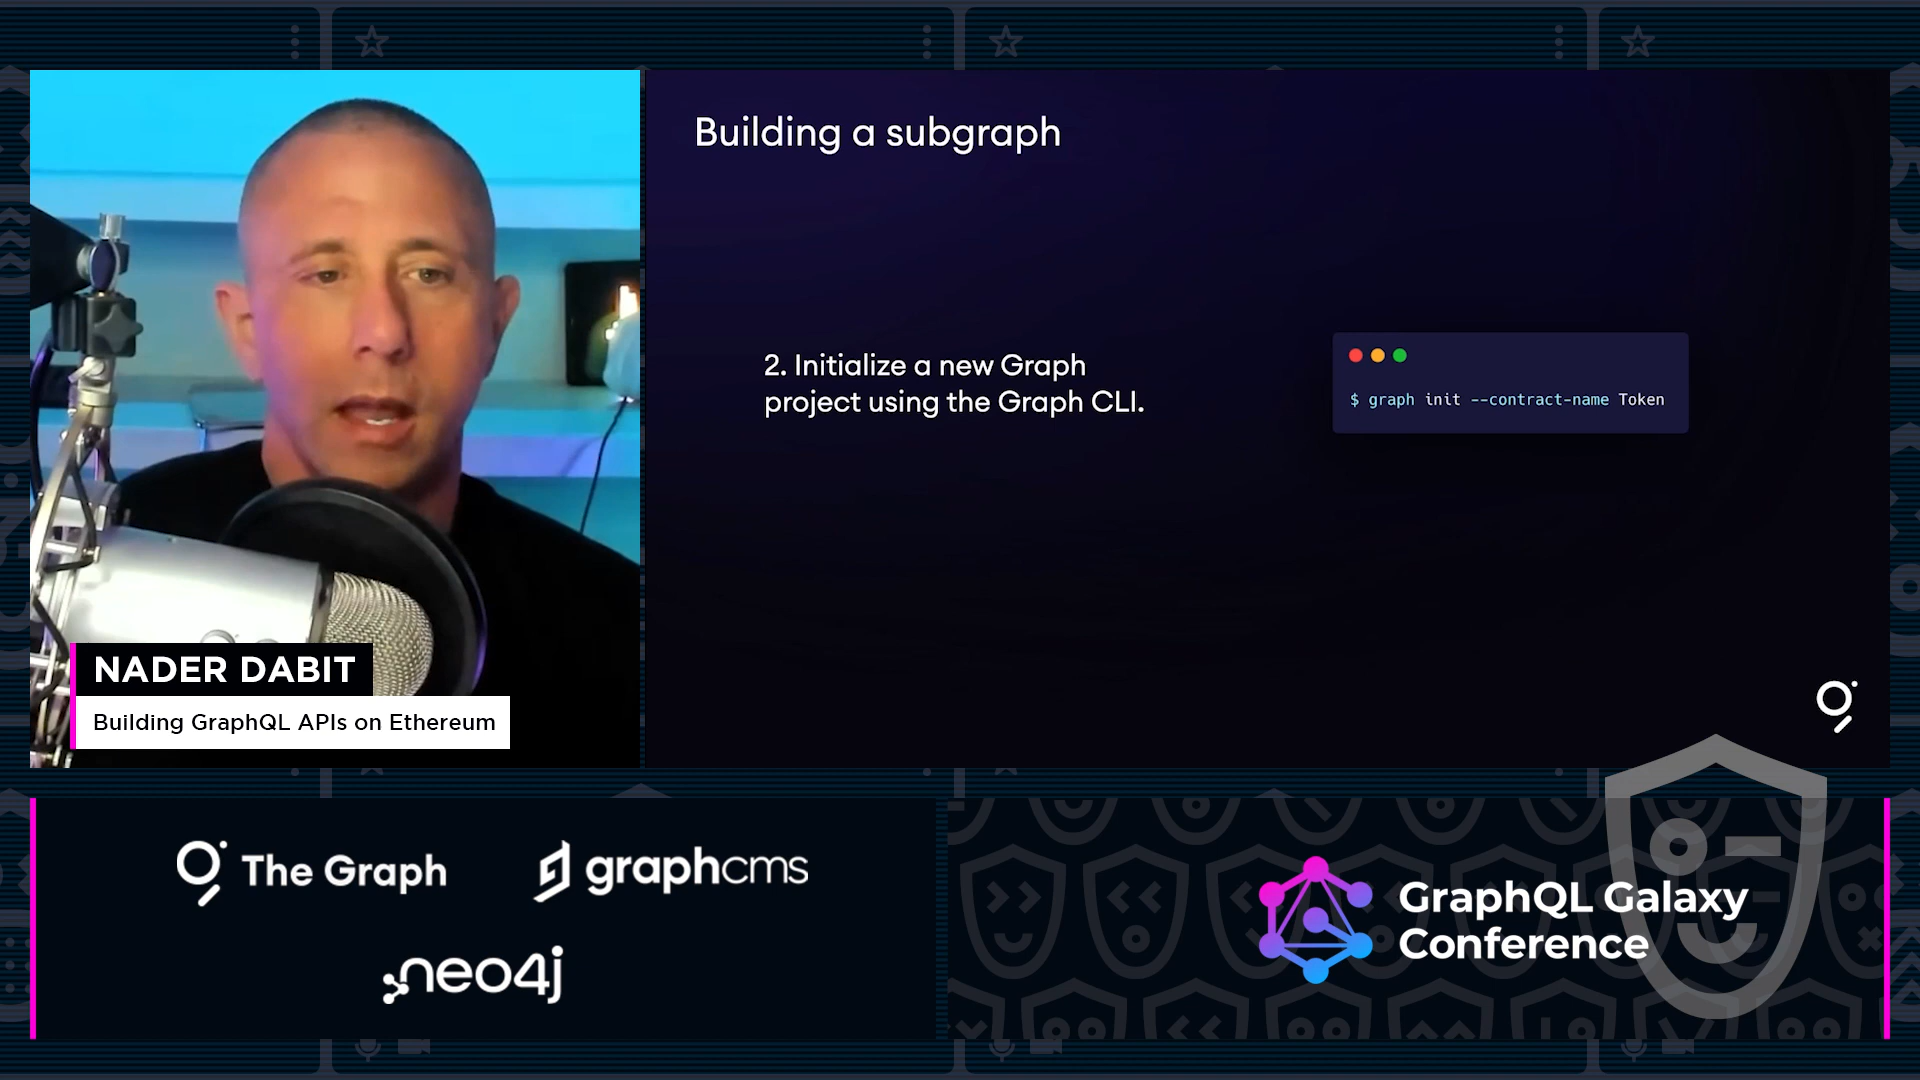 Building a subgraph
2. Initialize a new Graph
project using the Graph CLI.
$ graph init --contract-name Token
NADER DABIT
Building GraphQL APIs on Ethereum
The Graph
graphcms
neo4j
GraphQL Galaxy
Conference